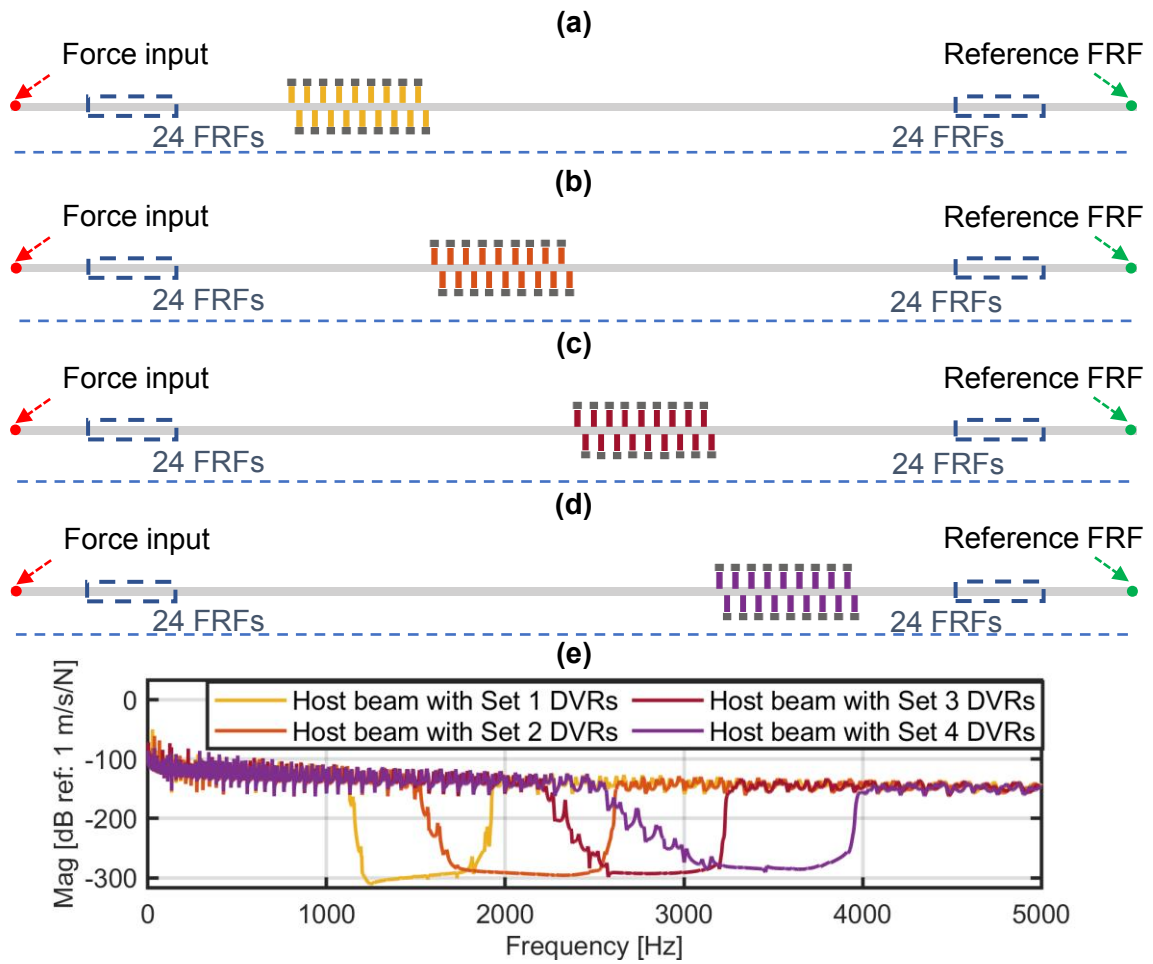 (a)
Force input
Reference FRF
24 FRFs
24 FRFs
(b)
Force input
Reference FRF
24 FRFs
24 FRFs
(c)
Force input
Reference FRF
24 FRFs
24 FRFs
(d)
Force input
Reference FRF
24 FRFs
24 FRFs
(e)
Mag [dB ref: 1 m/s/N]
0
-100
-200
-300
Host beam with Set 1 DVRs
Host beam with Set 3 DVRs
Host beam with Set 2 DVRs
Host beam with Set 4 DVRs
0
1000
2000
3000
4000
5000
Frequency [Hz]